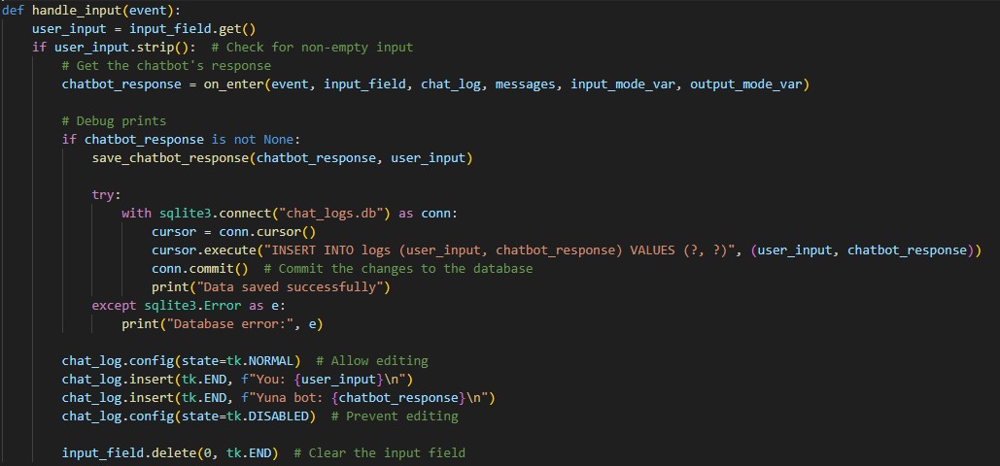 def handle_input(event):
    user_input = input_field.get()
    if user_input.strip():  # Check for non-empty input
        # Get the chatbot's response
        chatbot_response = on_enter(event, input_field, chat_log, messages, input_mode_var, output_mode_var)

        # Debug prints
        if chatbot_response is not None:
            save_chatbot_response(chatbot_response, user_input)

            try:
                with sqlite3.connect("chat_logs.db") as conn:
                    cursor = conn.cursor()
                    cursor.execute("INSERT INTO logs (user_input, chatbot_response) VALUES (?, ?)", (user_input, chatbot_response))
                    conn.commit()  # Commit the changes to the database
                    print("Data saved successfully")
            except sqlite3.Error as e:
                print("Database error:", e)

        chat_log.config(state=tk.NORMAL)  # Allow editing
        chat_log.insert(tk.END, f"You: {user_input}\n")
        chat_log.insert(tk.END, f"Yuna bot: {chatbot_response}\n")
        chat_log.config(state=tk.DISABLED)  # Prevent editing

        input_field.delete(0, tk.END)  # Clear the input field